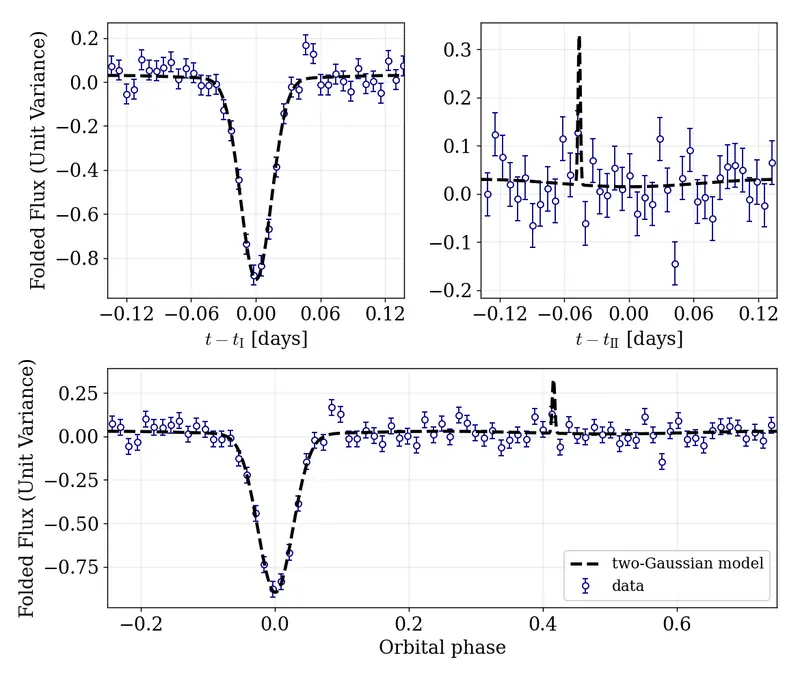 0.2
0.0
−0.2
−0.4
−0.6
−0.8
Folded Flux (Unit Variance)
−0.12 −0.06 0.00 0.06 0.12
t − tI [days]
0.3
0.2
0.1
0.0
−0.1
−0.2
−0.12 −0.06 0.00 0.06 0.12
t − tII [days]
0.25
0.00
−0.25
−0.50
−0.75
Folded Flux (Unit Variance)
two-Gaussian model
data
−0.2 0.0 0.2 0.4 0.6
Orbital phase